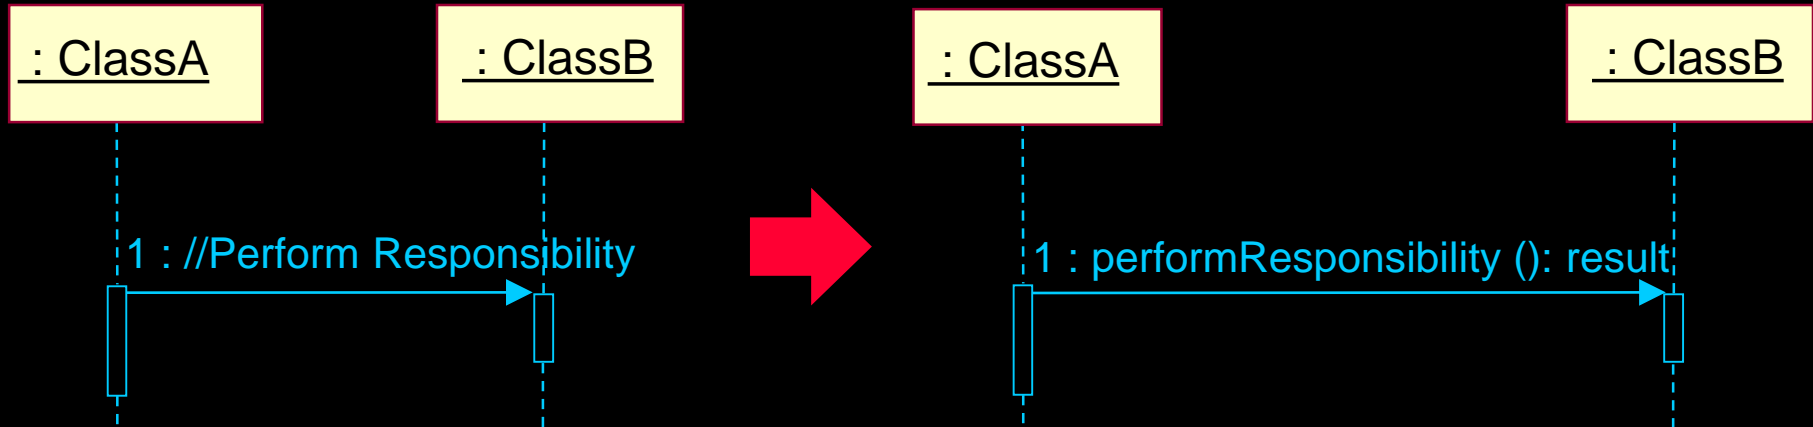 : ClassA
: ClassB
: ClassA
: ClassB
1 : //Perform Responsibility
1 : performResponsibility (): result